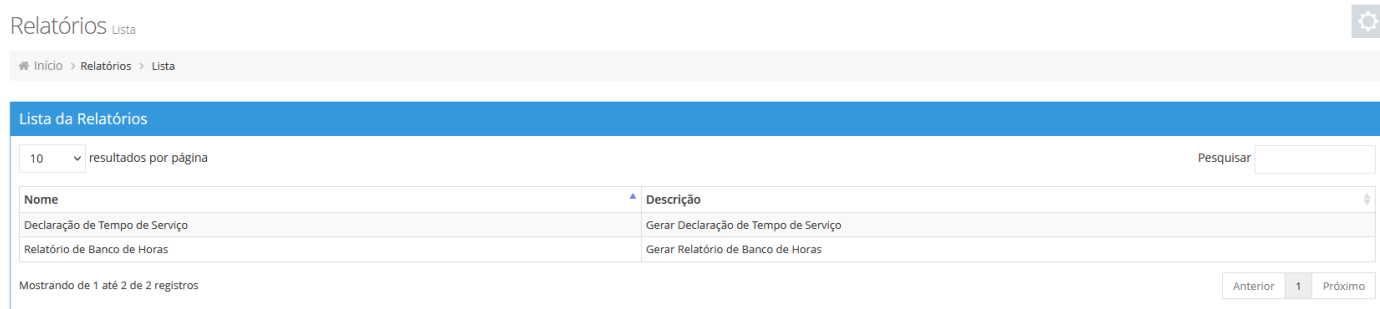 Relatórios Lista
Início > Relatórios > Lista
Lista da Relatórios
10 resultados por página Pesquisar
Nome Descrição
Declaração de Tempo de Serviço Gerar Declaração de Tempo de Serviço
Relatório de Banco de Horas Gerar Relatório de Banco de Horas
Mostrando de 1 até 2 de 2 registros Anterior 1 Próximo